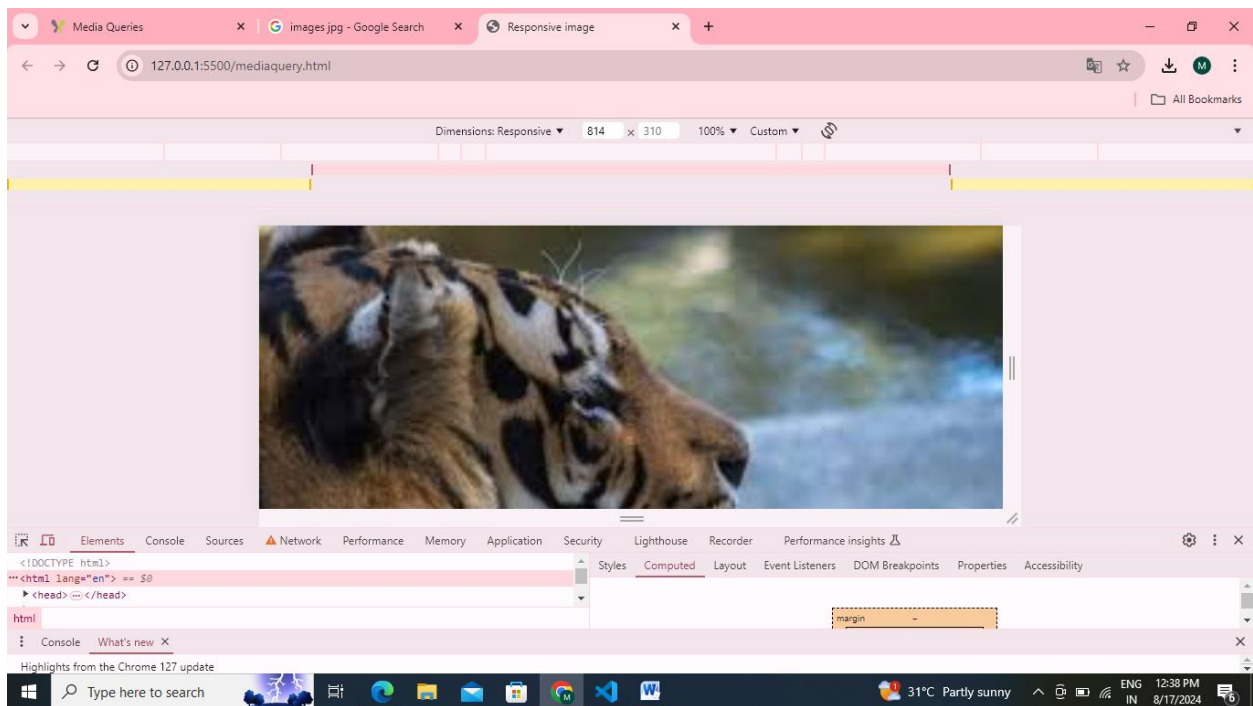 Media Queries
images jpg - Google Search
Responsive image
127.0.0.1:5500/mediaquery.html
M
All Bookmarks
Dimensions: Responsive 814 x 310 100% Custom
Elements Console Sources Network Performance Memory Application Security Lighthouse Recorder Performance insights
<!DOCTYPE html>
<html lang="en"> == $0
<head> ... </head>
html
Styles Computed Layout Event Listeners DOM Breakpoints Properties Accessibility
margin -
Console What's new
Highlights from the Chrome 127 update
Type here to search
31°C Partly sunny
ENG
IN
12:38 PM
8/17/2024
6